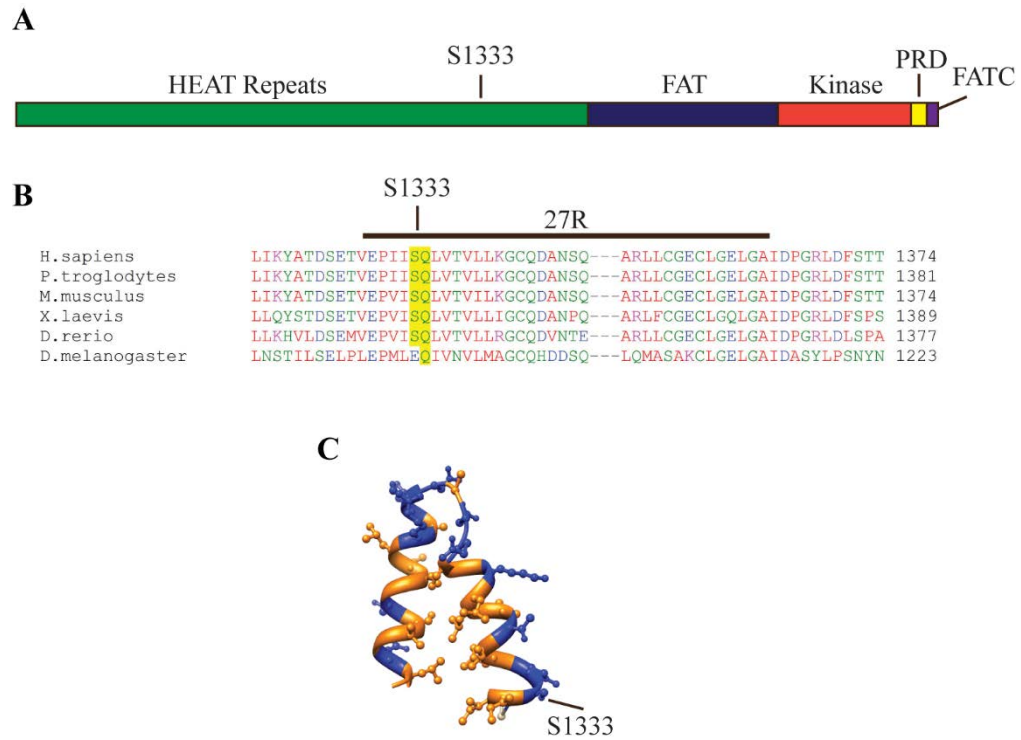 A
S1333
PRD
HEAT Repeats
FAT
Kinase
FATC
B
S1333
27R
H.sapiens LIKYATDSETVEPIISQLVTVLLKGCQDANSQ---ARLLCGECLGELGAIDPGRLDFSTT 1374
P.troglodytes LIKYATDSETVEPIISQLVTVLLKGCQDANSQ---ARLLCGECLGELGAIDPGRLDFSTT 1381
M.musculus LIKYATDSETVEPVISQLVTVILKGCQDANSQ---ARLLCGECLGELGAIDPGRLDFSTT 1374
X.laevis LLQYSTDSETVEPVISQLVTVLLIGCQDANPQ---ARLFCGECLGQLGAIDPGRLDFSPS 1389
D.rerio LLKHVLDSEMVEPVISQLVTVLLRGCQDVNTE---ARLLCGECLGELGAIDPGRLDLSPA 1377
D.melanogaster LNSTILSELPLEPMLEQIVNVLMAGCQHDDSQ---LQMASAKCLGELGAIDASYLPSNYN 1223
C
S1333